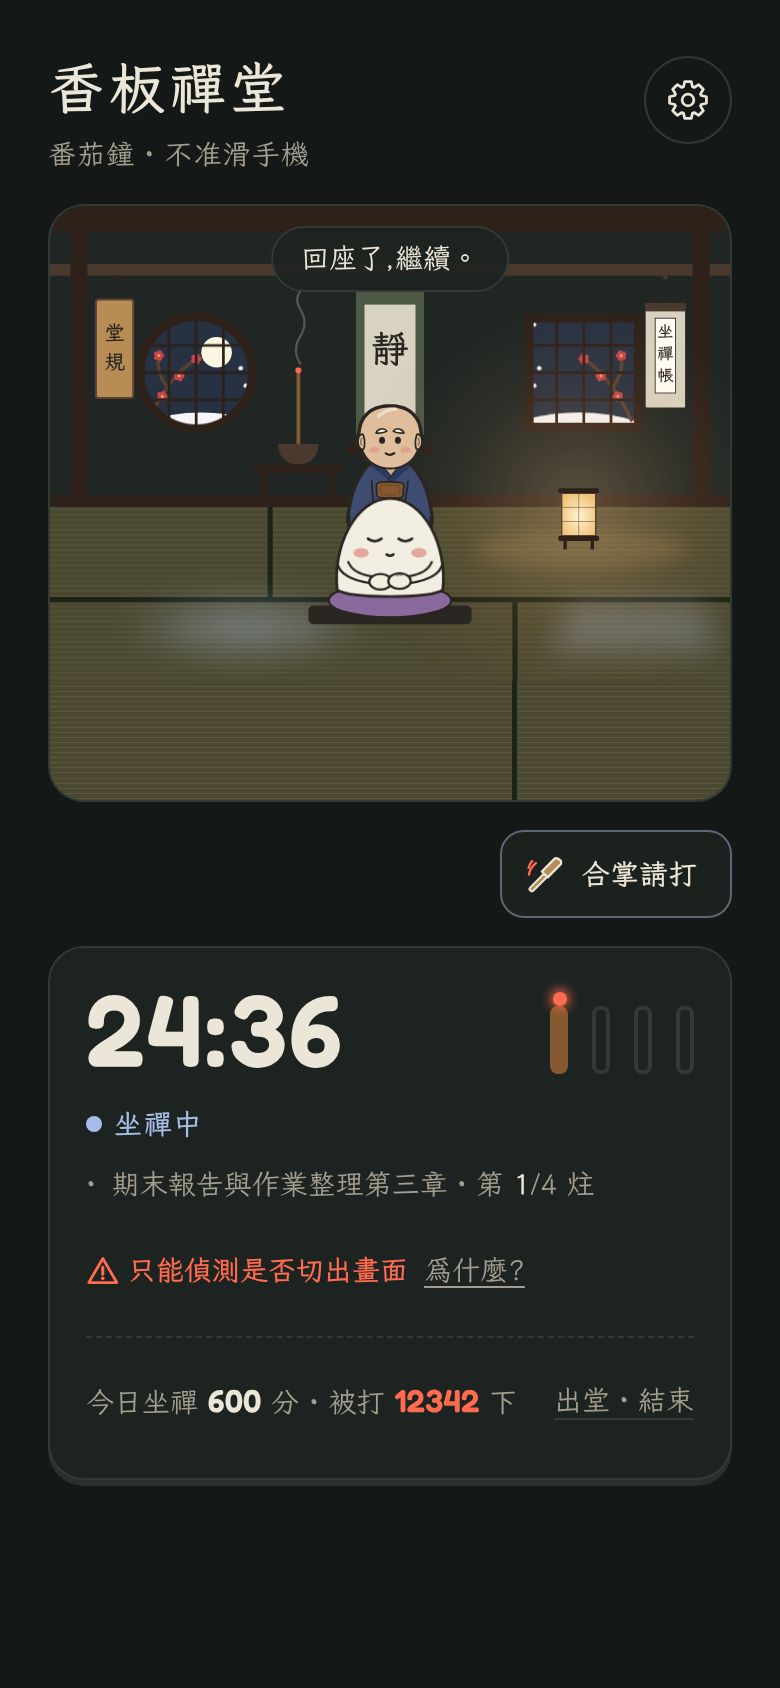 香板禪堂
番茄鐘・不准滑手機
回座了,繼續。
堂規
靜
坐禪帳
合掌請打
24:36
坐禪中
・ 期末報告與作業整理第三章・第 1/4 炷
只能偵測是否切出畫面 為什麼?
今日坐禪 600 分・被打 12342 下 出堂・結束